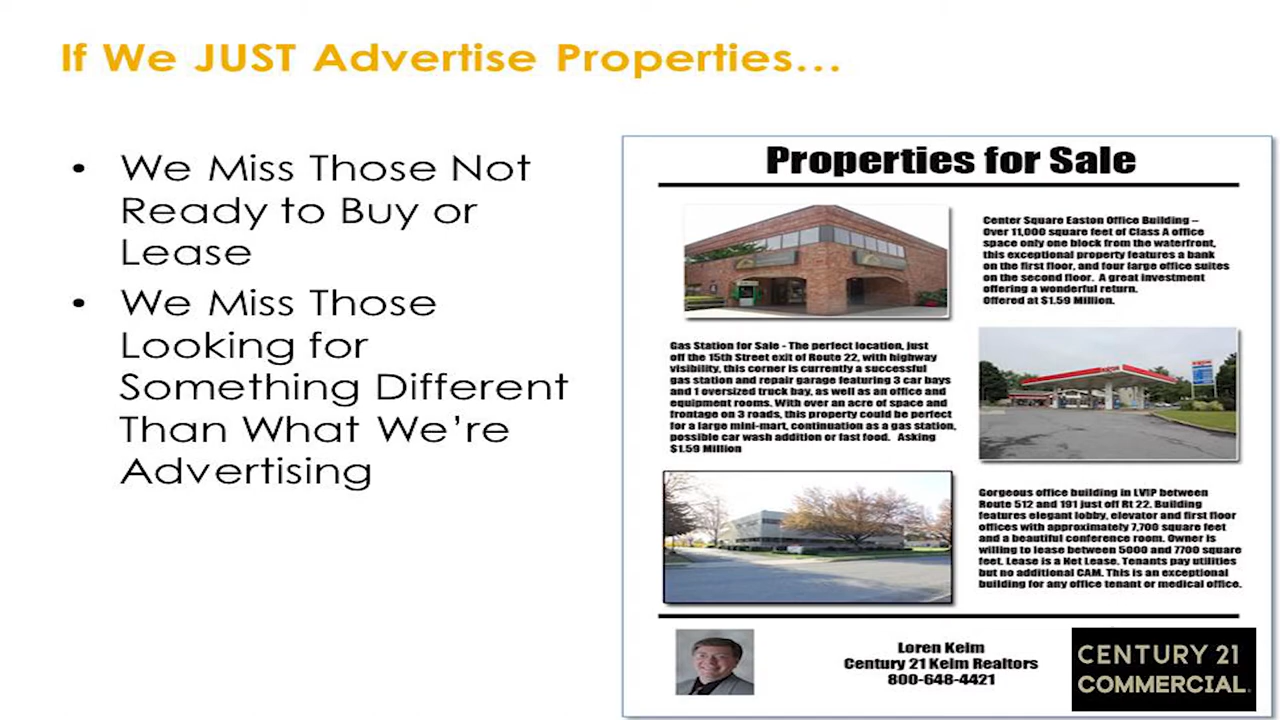 If We JUST Advertise Properties...
• We Miss Those Not
Ready to Buy or
Lease
• We Miss Those
Looking for
Something Different
Than What We're
Advertising
Properties for Sale
Center Square Easton Office Building –
Over 11,000 square feet of Class A office
space only one block from the waterfront,
this exceptional property features a bank
on the first floor, and four large office suites
on the second floor. A great investment
offering a wonderful return.
Offered at $1.59 Million.
Gas Station for Sale - The perfect location, just
off the 15th Street exit of Route 22, with highway
visibility, this corner is currently a successful
gas station and repair garage featuring 3 car bays
and 1 oversized truck bay, as well as an office and
equipment rooms. With over an acre of space and
frontage on 3 roads, this property could be perfect
for a large mini-mart, continuation as a gas station,
possible car wash addition or fast food. Asking
$1.59 Million
Gorgeous office building in LVIP between
Route 512 and 191 just off Rt 22. Building
features elegant lobby, elevator and first floor
offices with approximately 7,700 square feet
and a beautiful conference room. Owner is
willing to lease between 5000 and 7700 square
feet. Lease is a Net Lease. Tenants pay utilities
but no additional CAM. This is an exceptional
building for any office tenant or medical office.
Loren Keim
Century 21 Keim Realtors
800-648-4421
CENTURY 21
COMMERCIAL®